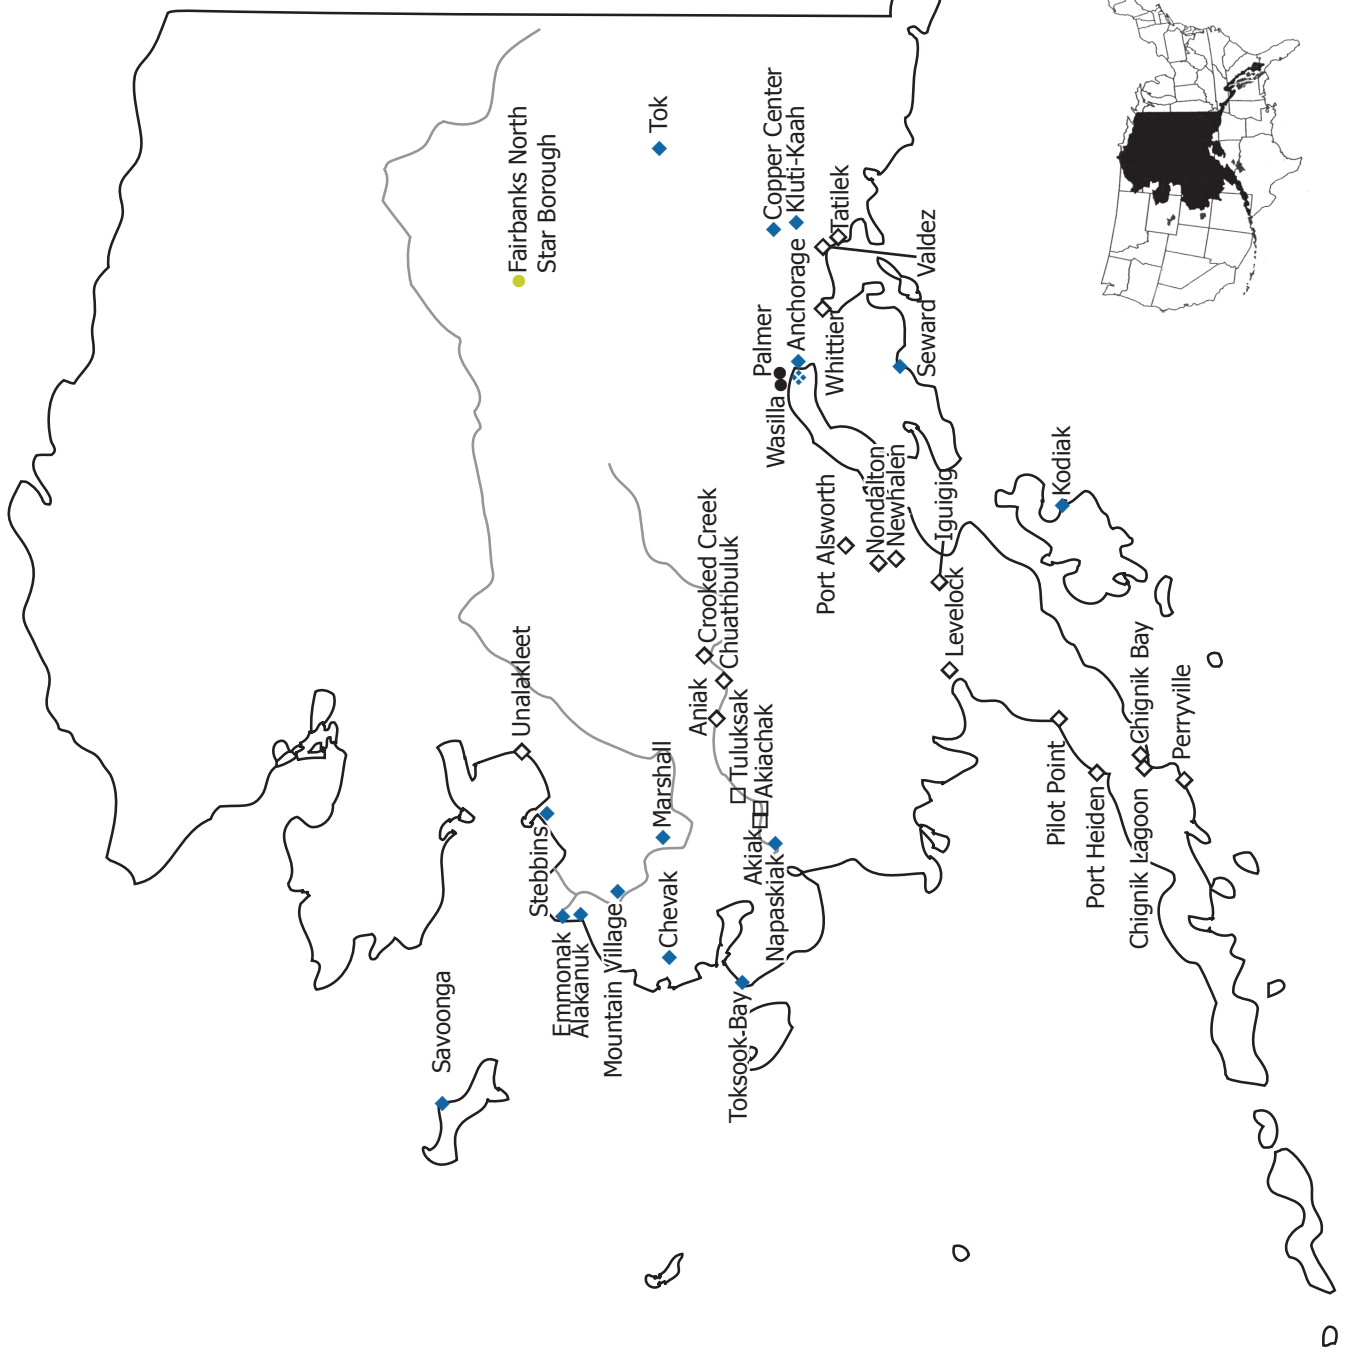 Fairbanks North
Star Borough
Tok
Copper Center
Kluti-Kaah
Tatilek
Valdez
Anchorage
Palmer
Wasilla
Whittier
Seward
Kodiak
Port Alsworth
Nondalton
Newhalen
Iguigig
Levelock
Crooked Creek
Chuathbuluk
Aniak
Tuluksak
Akiachak
Akiak
Napaskiak
Unalakleet
Stebbins
Marshall
Emmonak
Alakanuk
Mountain Village
Chevak
Toksook-Bay
Savoonga
Pilot Point
Port Heiden
Chignik Bay
Chignik Lagoon
Perryville